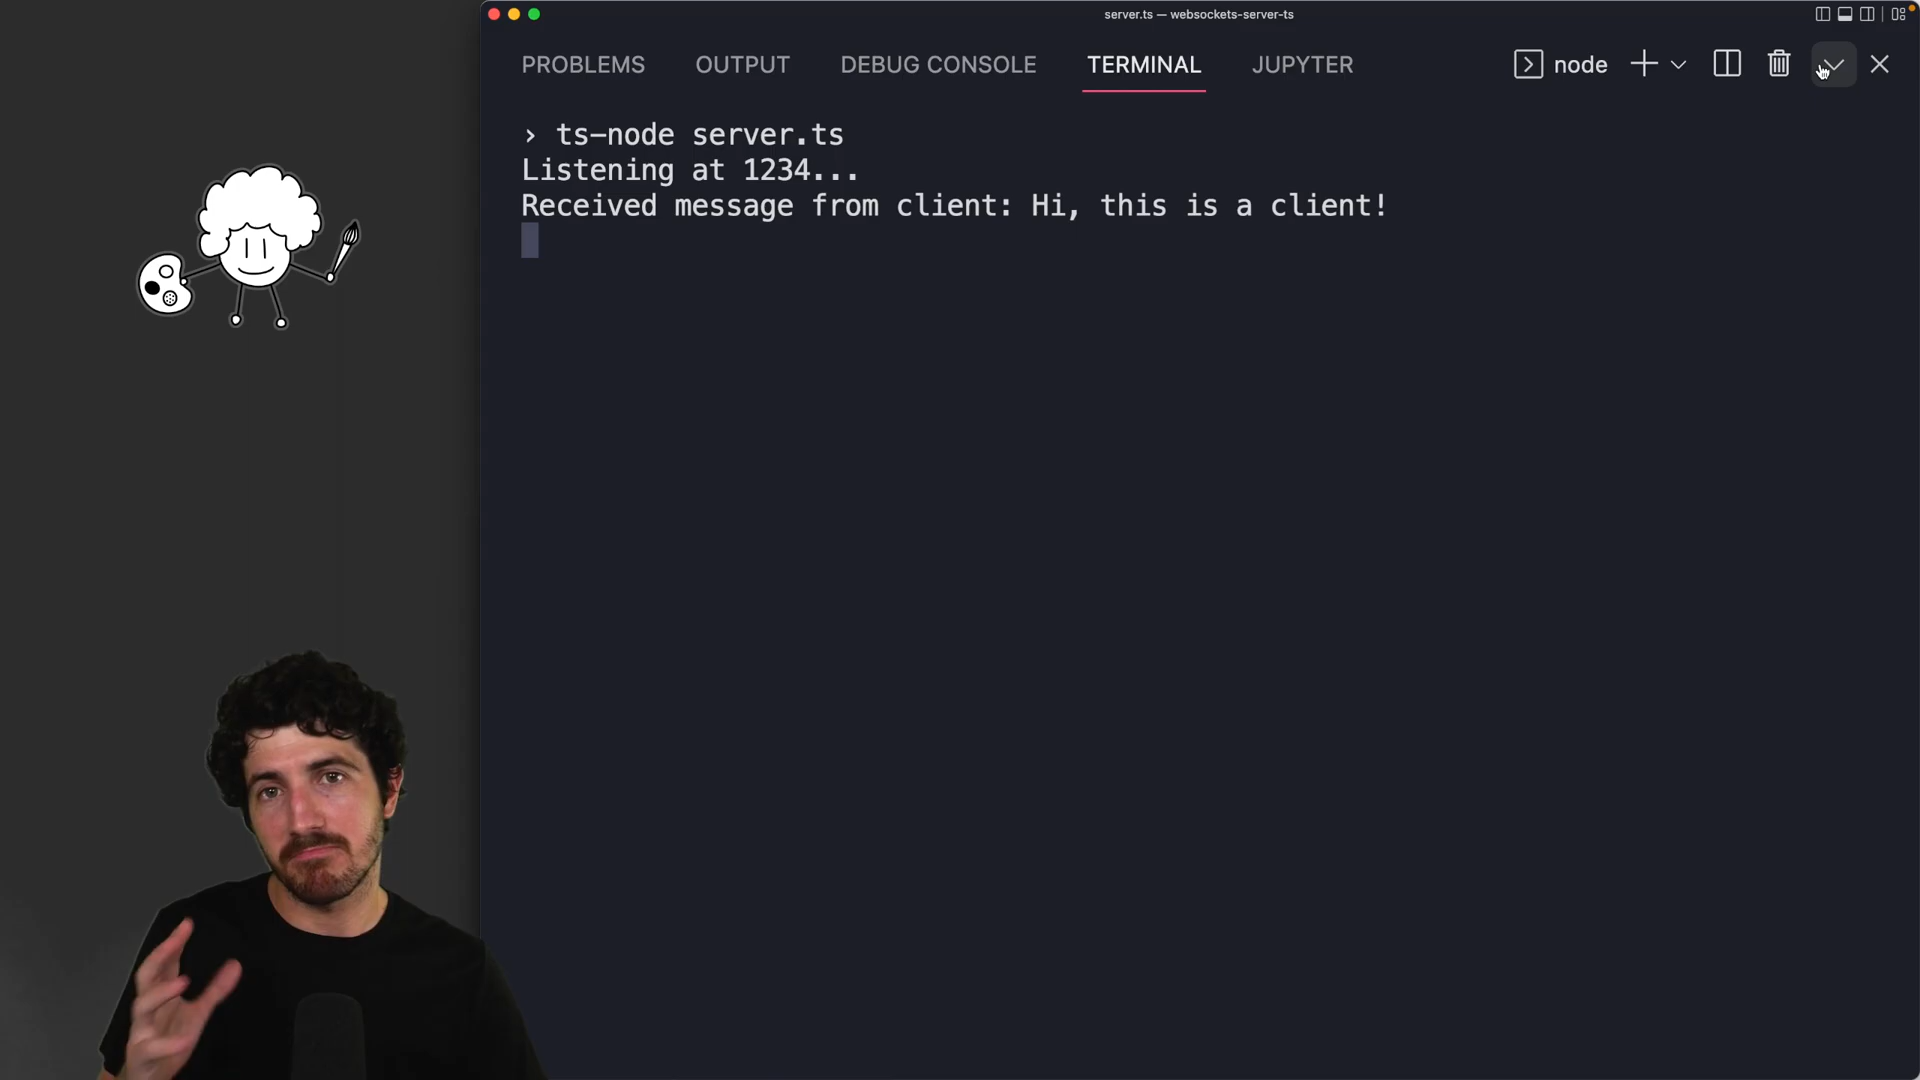 server.ts — websockets-server-ts
PROBLEMS OUTPUT DEBUG CONSOLE TERMINAL JUPYTER node
› ts-node server.ts
Listening at 1234...
Received message from client: Hi, this is a client!